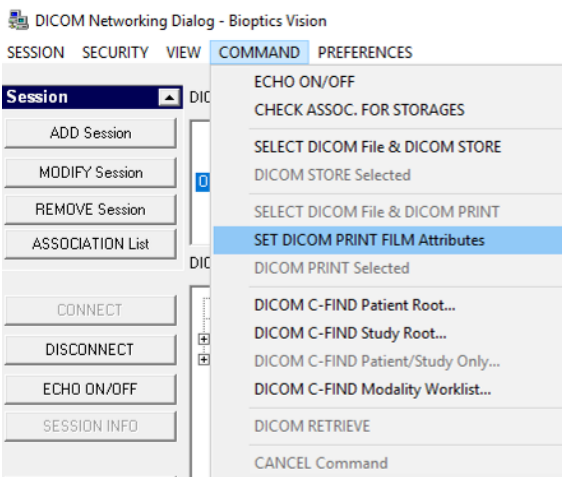 DICOM Networking Dialog - Bioptics Vision
SESSION SECURITY VIEW COMMAND PREFERENCES
Session
ADD Session
MODIFY Session
REMOVE Session
ASSOCIATION List
CONNECT
DISCONNECT
ECHO ON/OFF
SESSION INFO
DIC
0
DIC
ECHO ON/OFF
CHECK ASSOC. FOR STORAGES
SELECT DICOM File & DICOM STORE
DICOM STORE Selected
SELECT DICOM File & DICOM PRINT
SET DICOM PRINT FILM Attributes
DICOM PRINT Selected
DICOM C-FIND Patient Root...
DICOM C-FIND Study Root...
DICOM C-FIND Patient/Study Only...
DICOM C-FIND Modality Worklist...
DICOM RETRIEVE
CANCEL Command